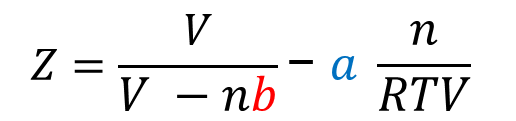 Z = V / (V − nb) − a n / (RTV)